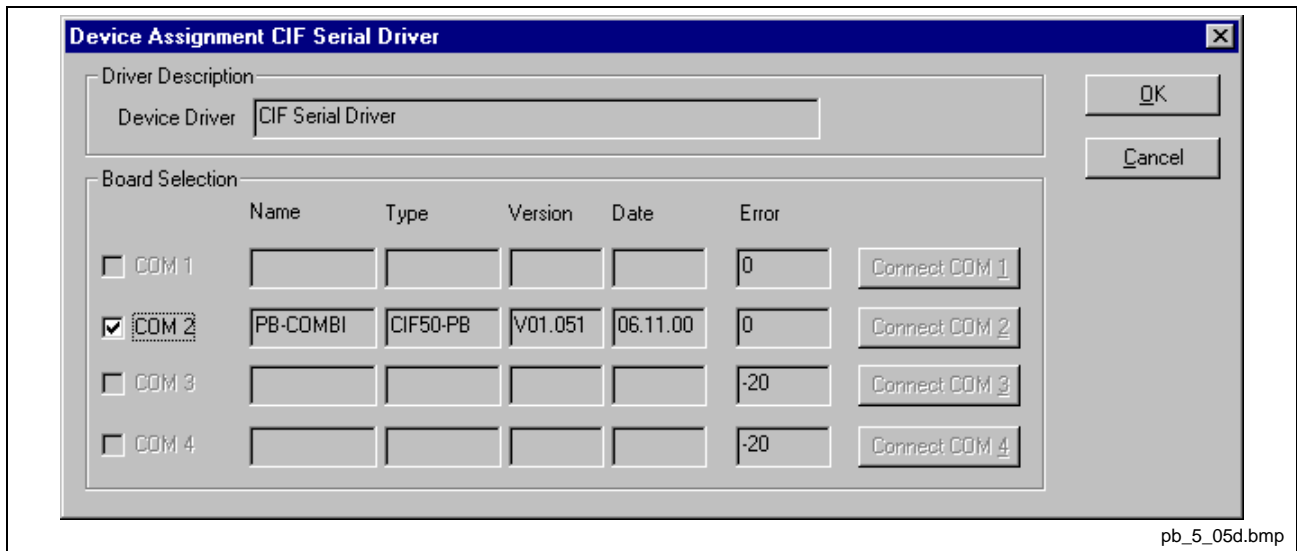 Device Assignment CIF Serial Driver
Driver Description
Device Driver CIF Serial Driver
OK
Cancel
Board Selection
Name Type Version Date Error
COM 1 0 Connect COM 1
COM 2 PB-COMBI CIF50-PB V01.051 06.11.00 0 Connect COM 2
COM 3 -20 Connect COM 3
COM 4 -20 Connect COM 4
pb_5_05d.bmp